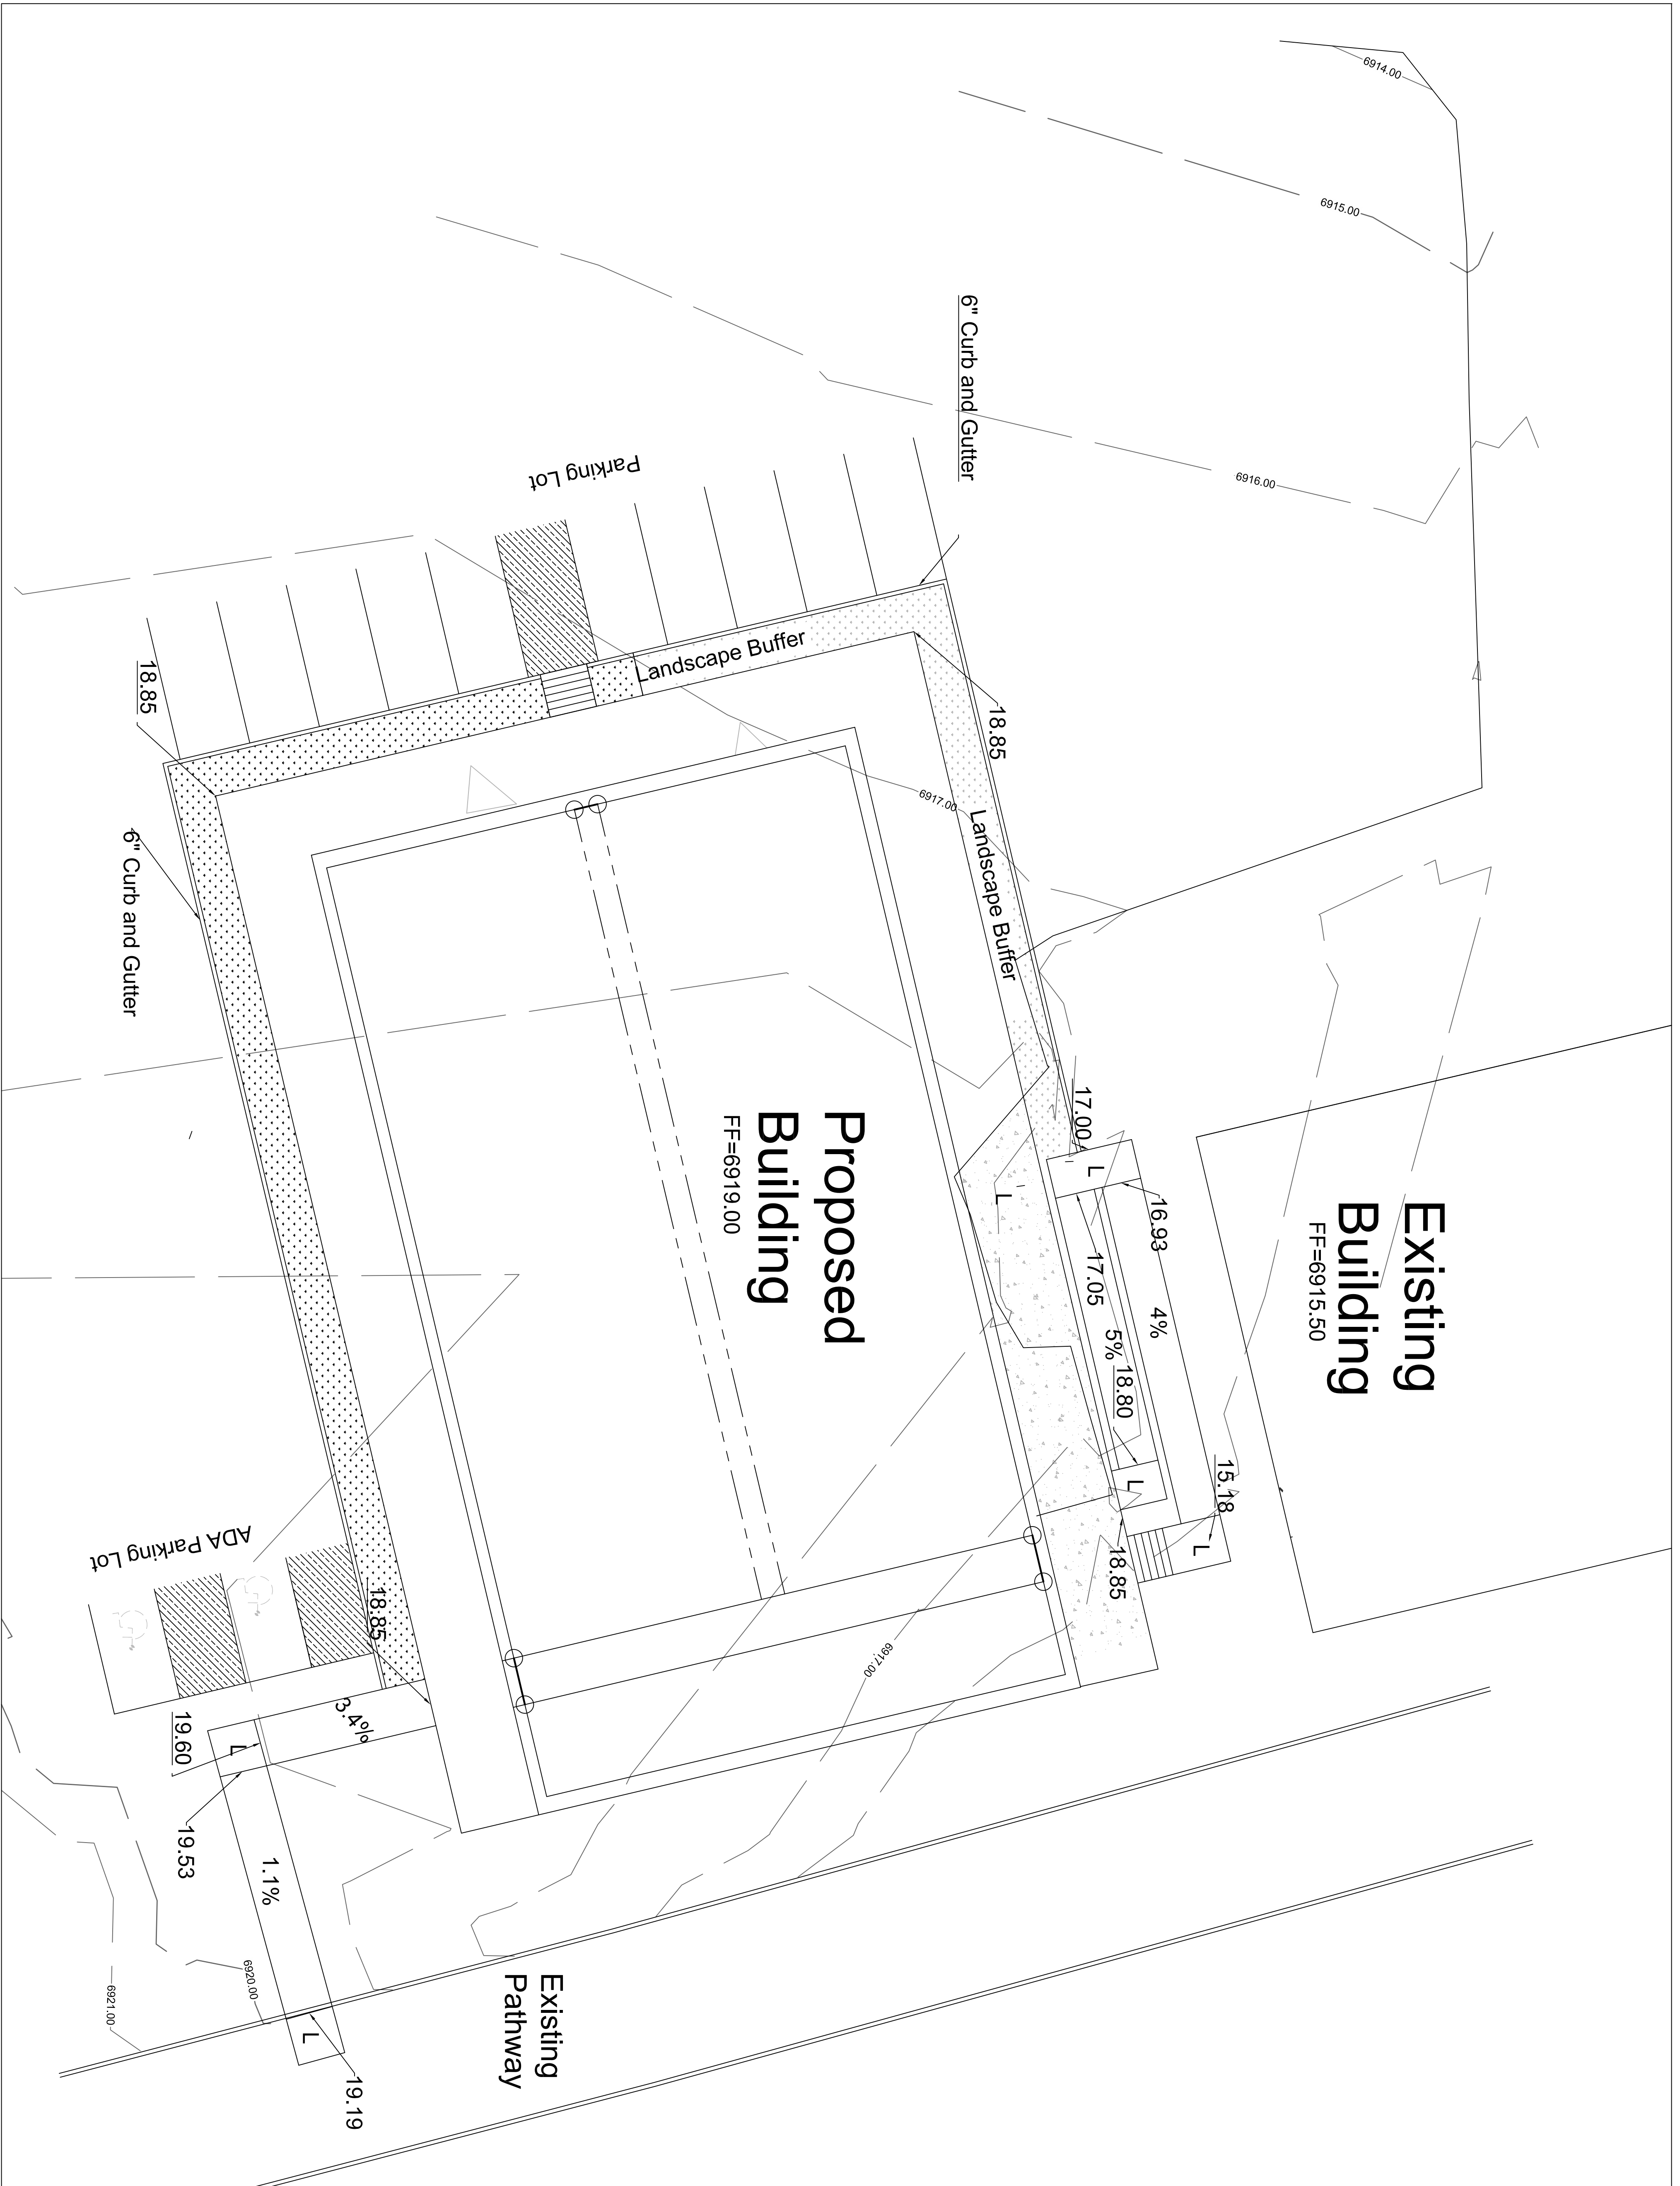 6914.00
6915.00
6" Curb and Gutter
6916.00
Parking Lot
Landscape Buffer
18.85
18.85
6917.00
Landscape Buffer
6" Curb and Gutter
Proposed
Building
FF=6919.00
Existing
Building
FF=6915.50
17.00
L
L
16.93
17.05
4%
5%
18.80
L
15.18
L
18.85
ADA Parking Lot
18.85
3.4%
6917.00
19.60
L
19.53
1.1%
6920.00
6921.00
L
19.19
Existing
Pathway